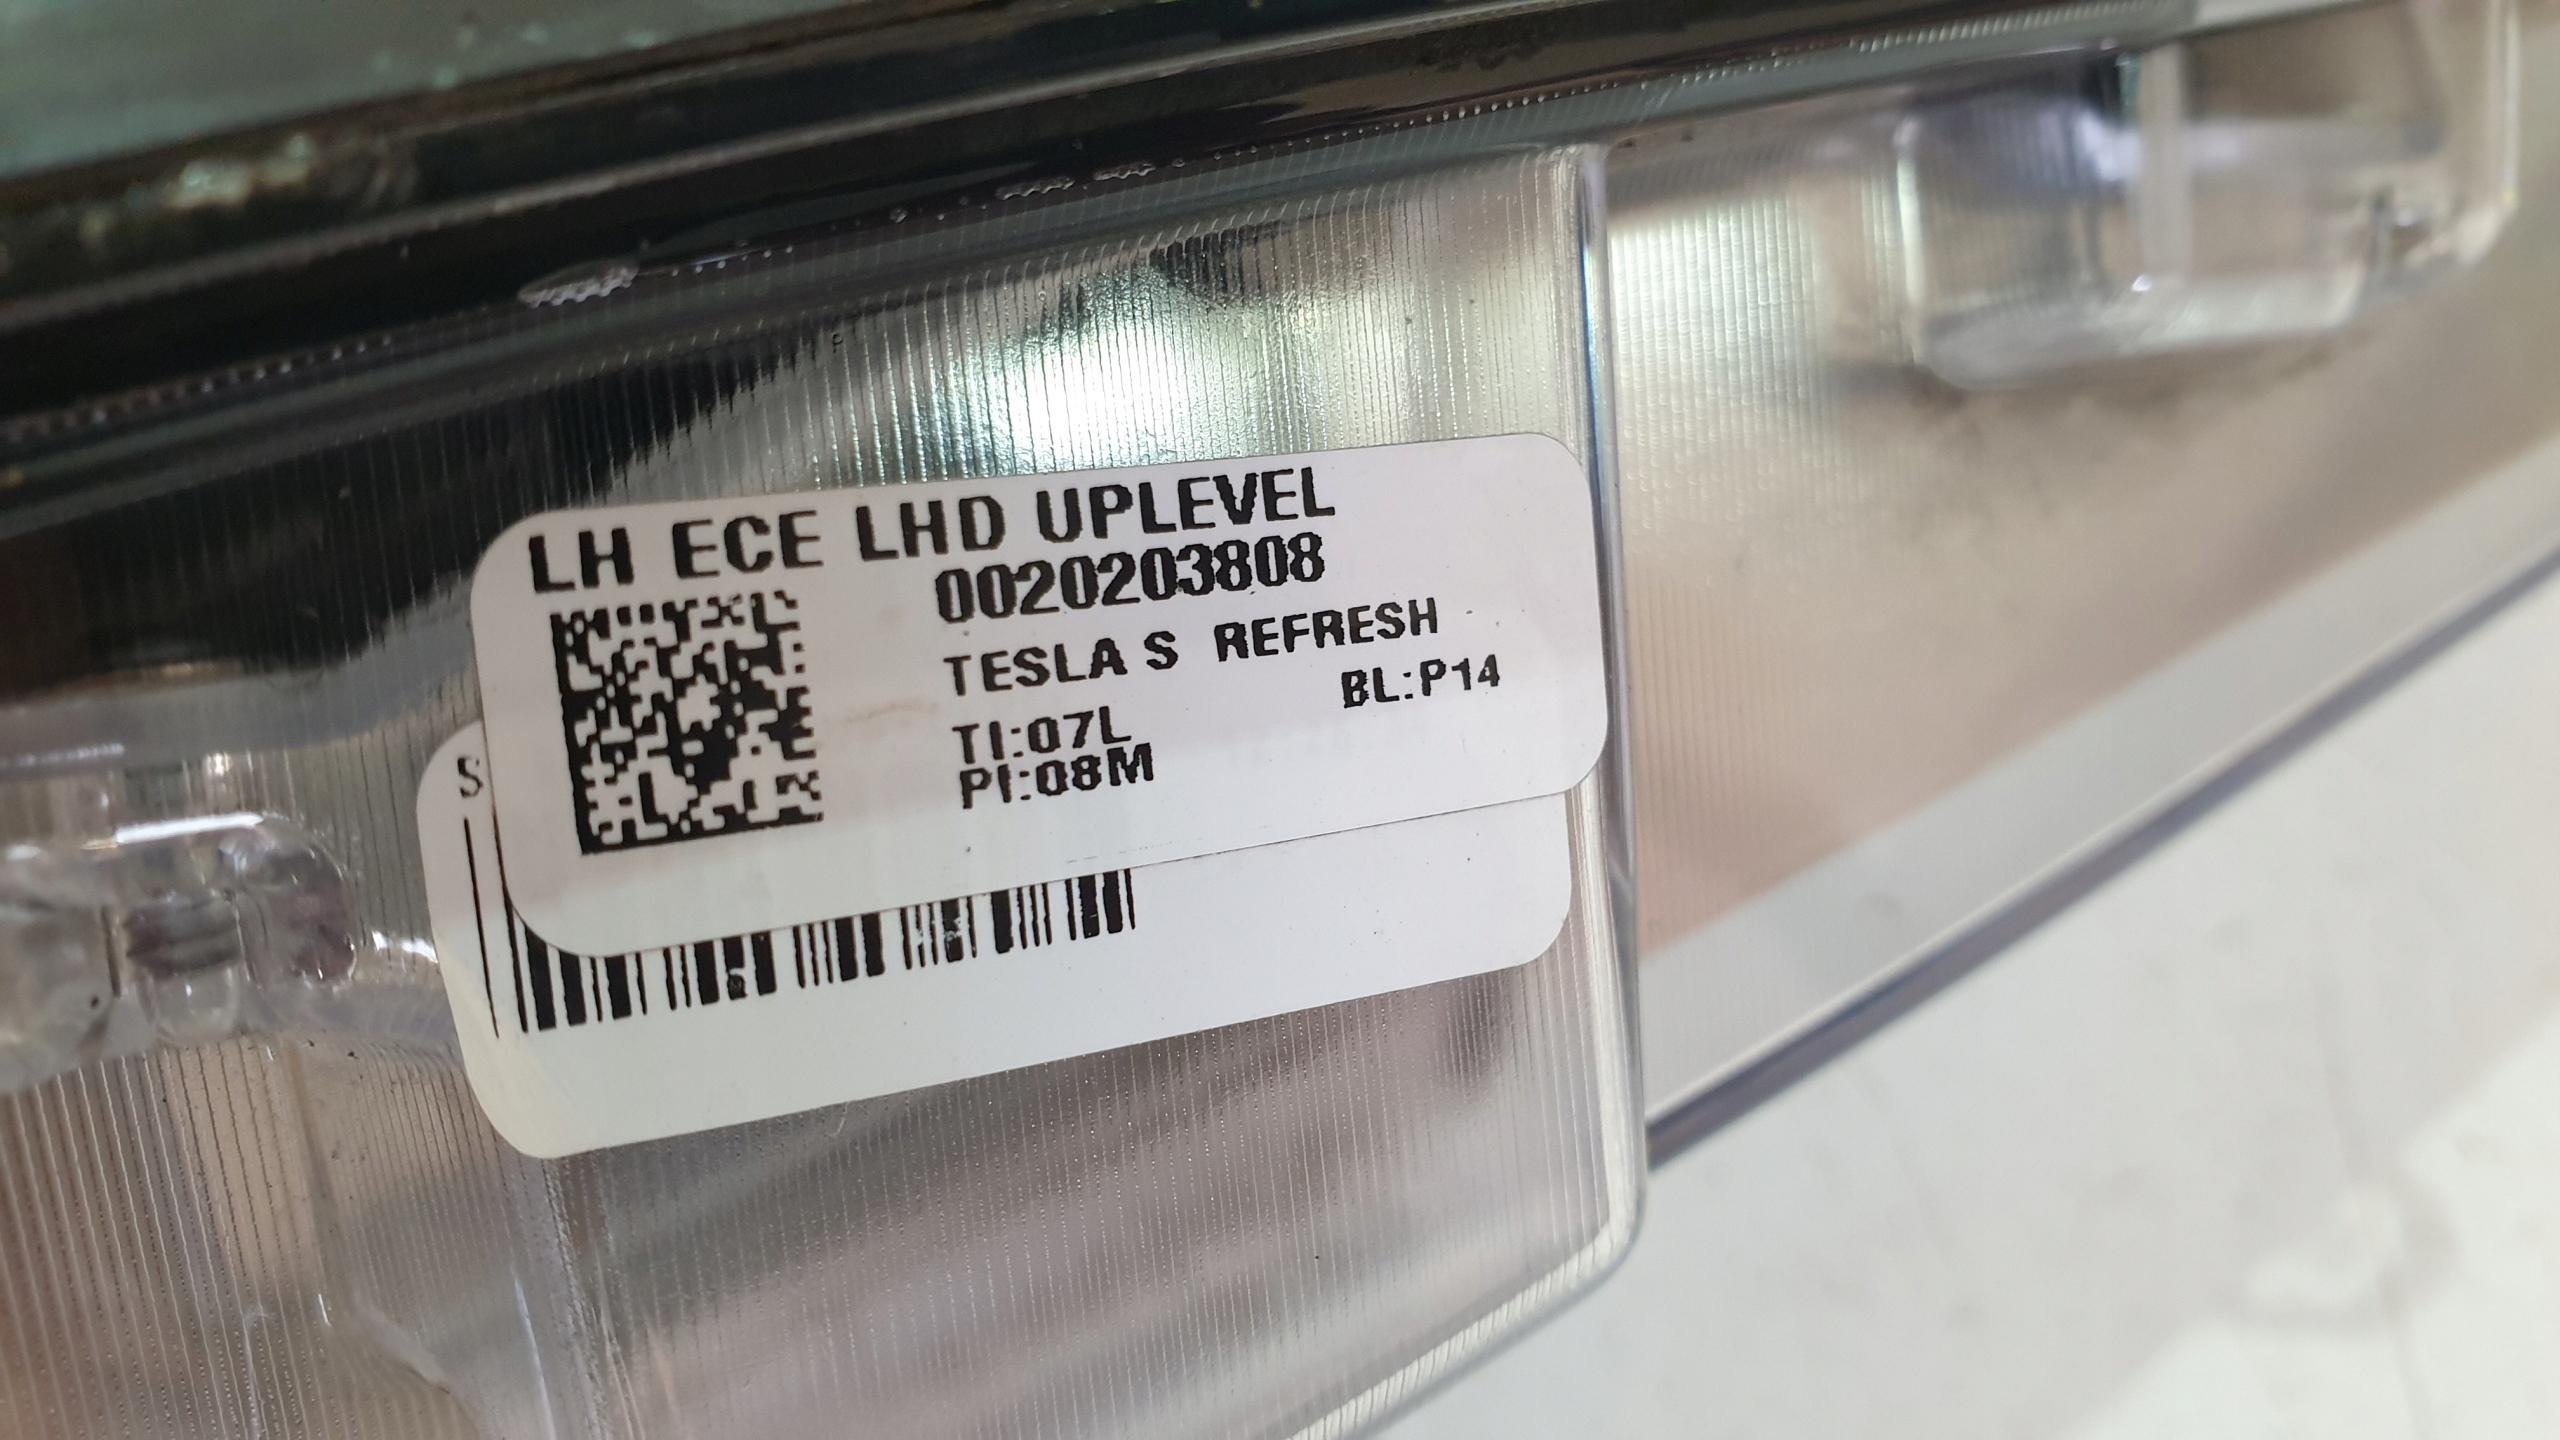 LH ECE LHD UPLEVEL
0020203808
TESLA S REFRESH
BL:P14
TI:07L
PI:08M
S